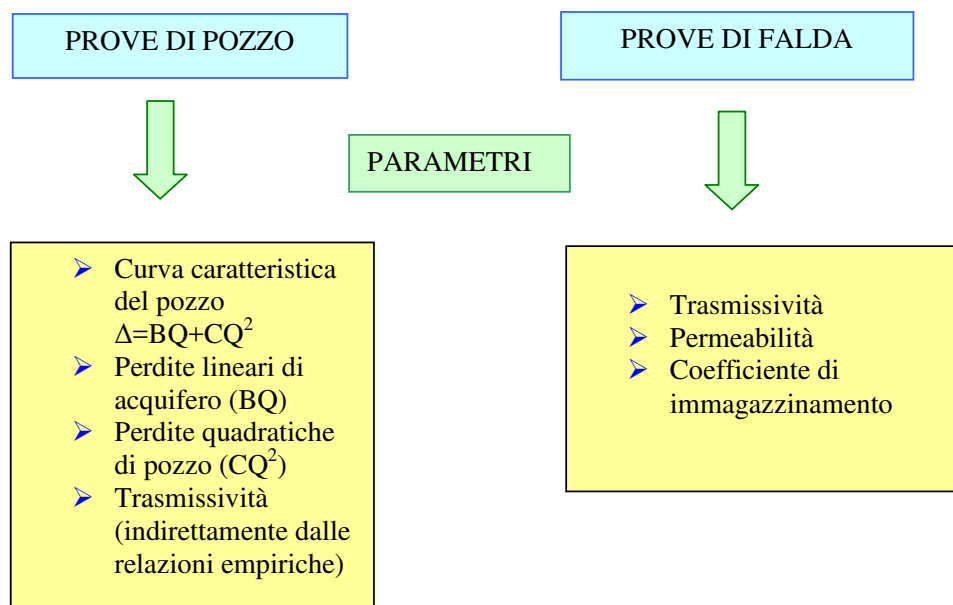 PROVE DI POZZO
PROVE DI FALDA
PARAMETRI
➢ Curva caratteristica
del pozzo
Δ=BQ+CQ²
➢ Perdite lineari di
acquifero (BQ)
➢ Perdite quadratiche
di pozzo (CQ²)
➢ Trasmissività
(indirettamente dalle
relazioni empiriche)
➢ Trasmissività
➢ Permeabilità
➢ Coefficiente di
immagazzinamento